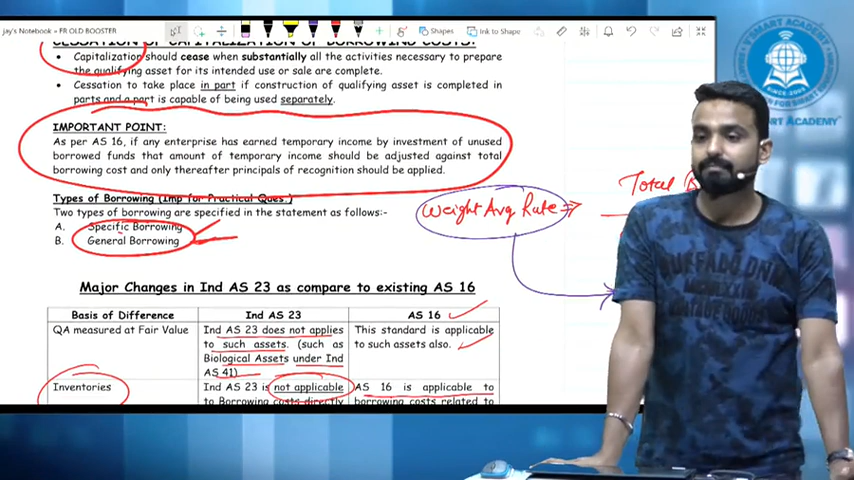 Jay's Notebook » FR OLD BOOSTER
Shapes
Ink to Shape
CESSATION OF CAPITALIZATION OF BORROWING COSTS:
• Capitalization should cease when substantially all the activities necessary to prepare
the qualifying asset for its intended use or sale are complete.
• Cessation to take place in part if construction of qualifying asset is completed in
parts and a part is capable of being used separately.
IMPORTANT POINT:
As per AS 16, if any enterprise has earned temporary income by investment of unused
borrowed funds that amount of temporary income should be adjusted against total
borrowing cost and only thereafter principals of recognition should be applied.
Types of Borrowing (Imp for Practical Ques.)
Two types of borrowing are specified in the statement as follows:-
A. Specific Borrowing
B. General Borrowing
Weight Avg Rate
Total B
Major Changes in Ind AS 23 as compare to existing AS 16
Basis of Difference Ind AS 23 AS 16
QA measured at Fair Value
Ind AS 23 does not applies
to such assets. (such as
Biological Assets under Ind
AS 41)
This standard is applicable
to such assets also.
Inventories
Ind AS 23 is not applicable
to Borrowing costs directly
AS 16 is applicable to
borrowing costs related to
V'SMART ACADEMY
SINCE-2001
BUFFALO DNA